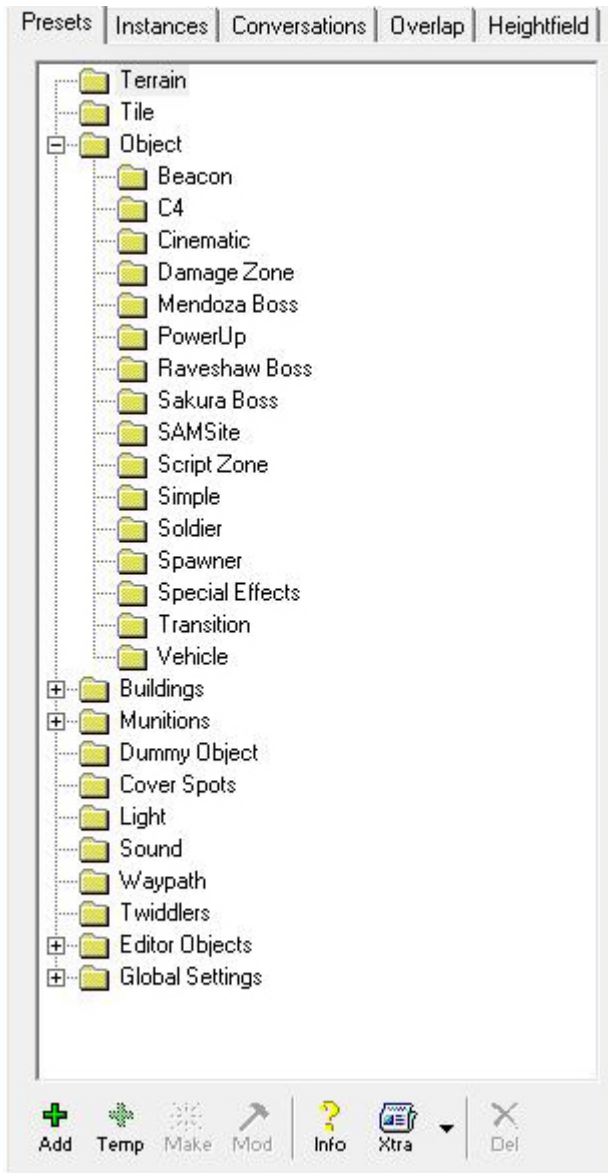 Presets Instances Conversations Overlap Heightfield
Terrain
Tile
Object
Beacon
C4
Cinematic
Damage Zone
Mendoza Boss
PowerUp
Raveshaw Boss
Sakura Boss
SAMSite
Script Zone
Simple
Soldier
Spawner
Special Effects
Transition
Vehicle
Buildings
Munitions
Dummy Object
Cover Spots
Light
Sound
Waypath
Twiddlers
Editor Objects
Global Settings
Add Temp Make Mod Info Xtra Del